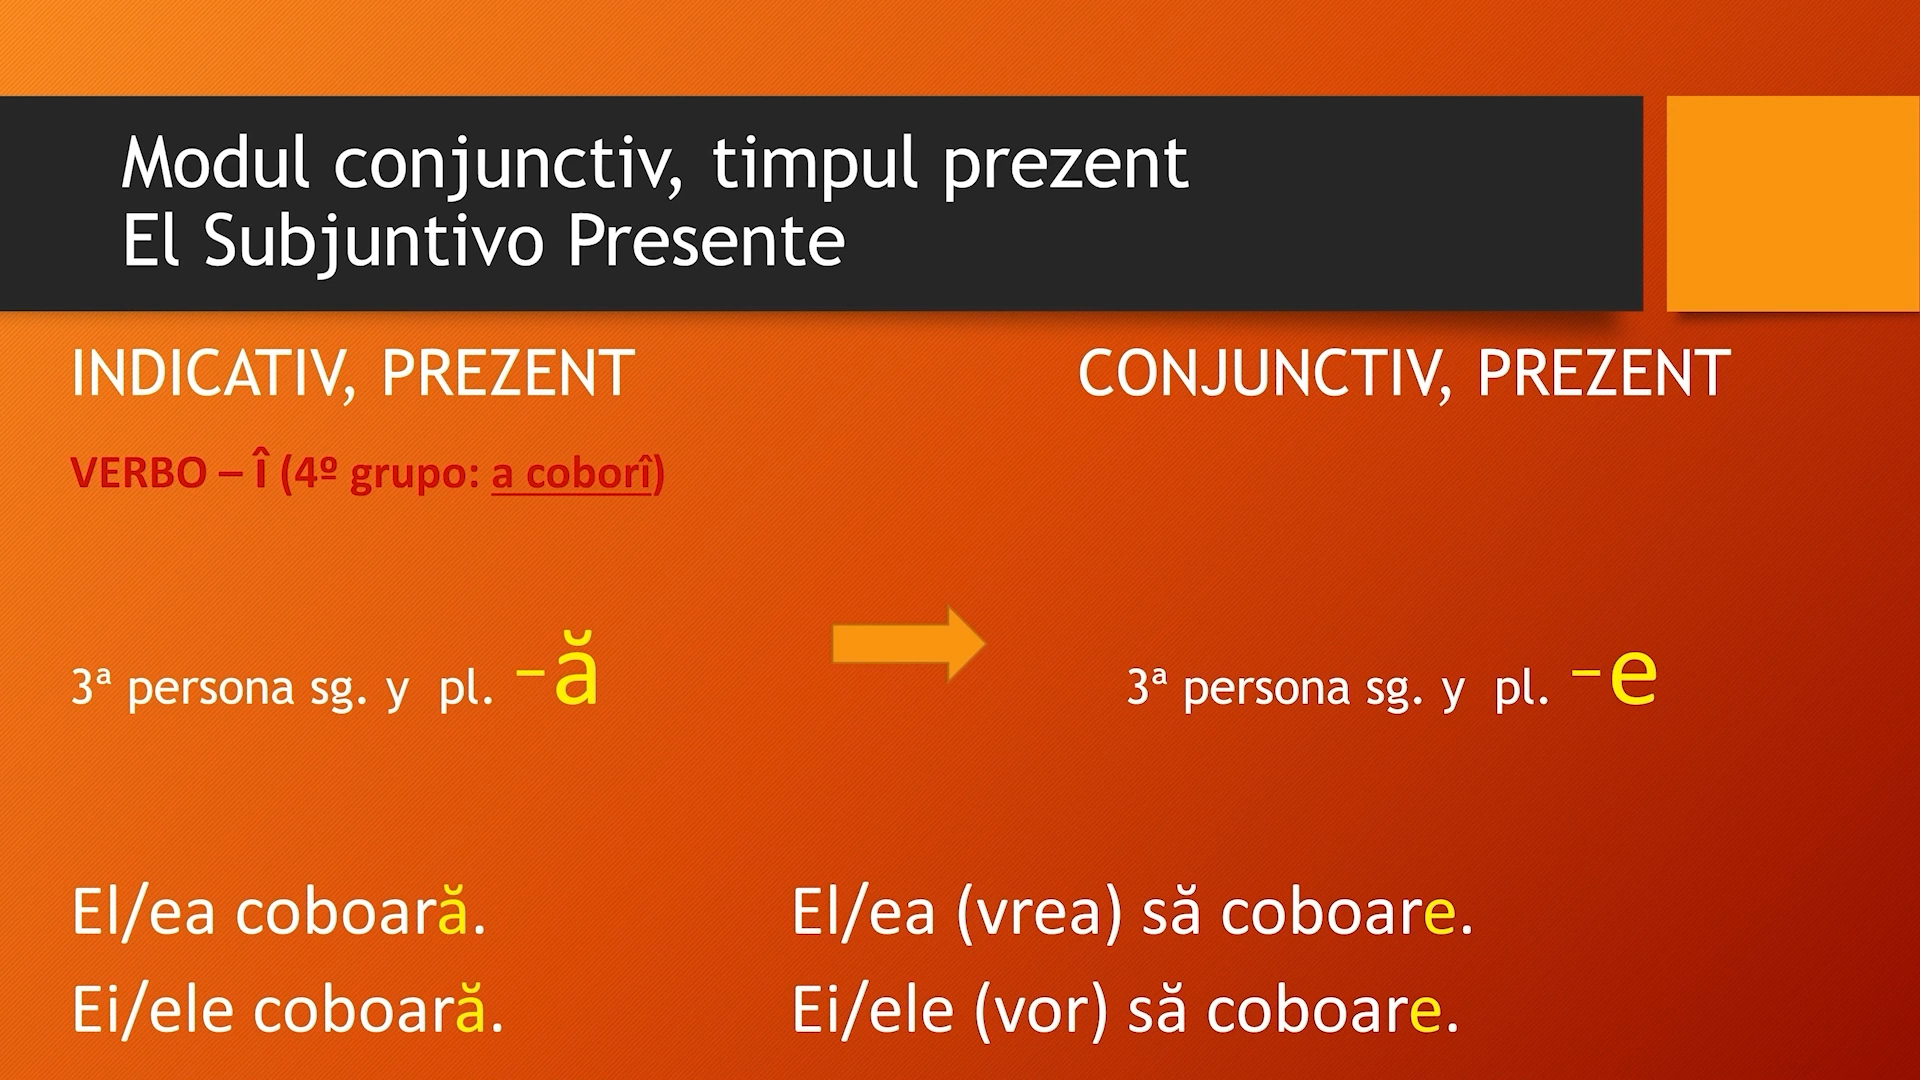 Modul conjunctiv, timpul prezent
El Subjuntivo Presente
INDICATIV, PREZENT
CONJUNCTIV, PREZENT
VERBO – Î (4º grupo: a coborî)
3ª persona sg. y pl. –ă
3ª persona sg. y pl. –e
El/ea coboară.
El/ea (vrea) să coboare.
Ei/ele coboară.
Ei/ele (vor) să coboare.